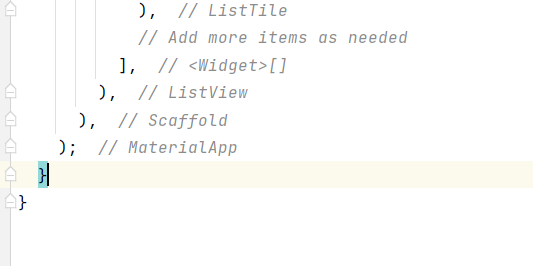 ),  // ListTile
// Add more items as needed
],  // <Widget>[]
),  // ListView
),  // Scaffold
);  // MaterialApp
}
}